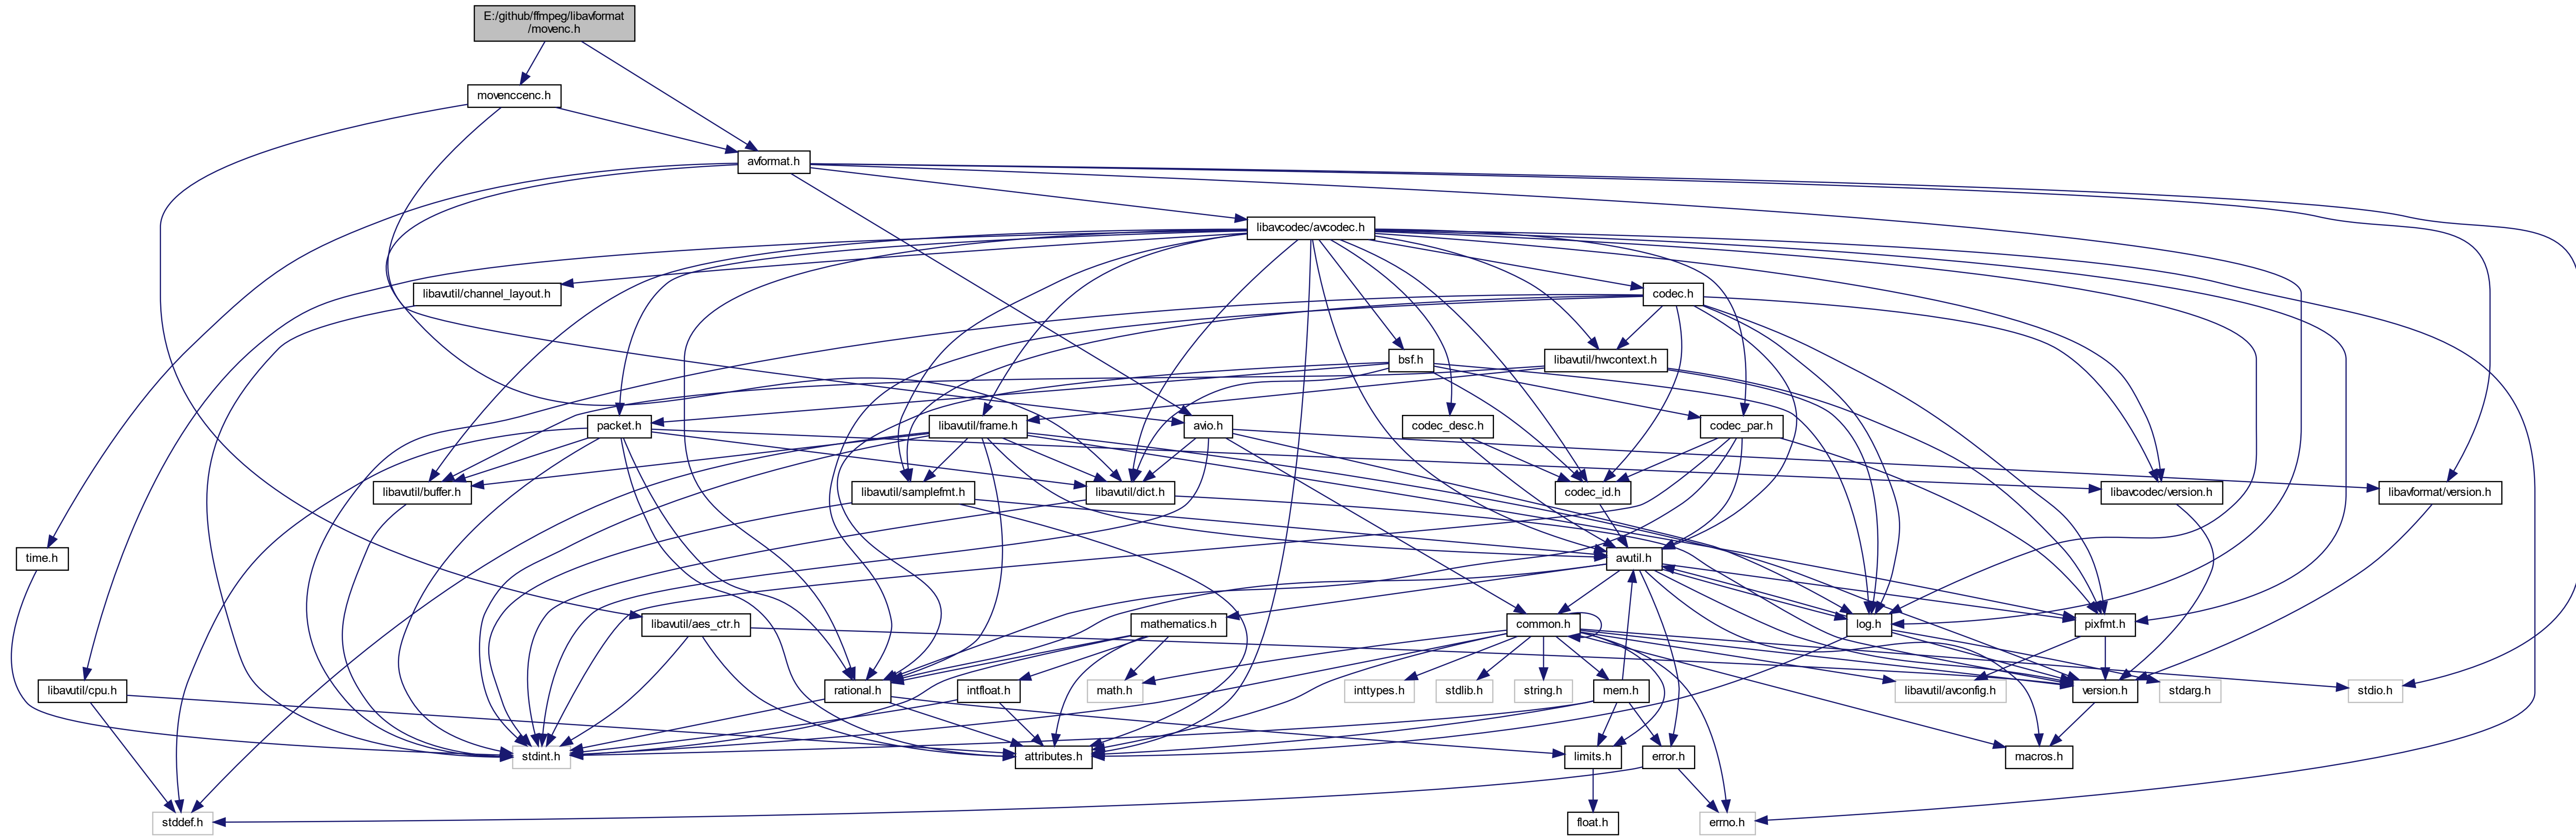 E:/github/ffmpeg/libavformat
/movenc.h
movenccenc.h
avformat.h
libavcodec/avcodec.h
libavutil/channel_layout.h
codec.h
bsf.h
libavutil/hwcontext.h
packet.h
libavutil/frame.h
avio.h
codec_desc.h
codec_par.h
libavutil/buffer.h
libavutil/samplefmt.h
libavutil/dict.h
codec_id.h
libavcodec/version.h
libavformat/version.h
time.h
avutil.h
libavutil/aes_ctr.h
mathematics.h
common.h
log.h
pixfmt.h
libavutil/cpu.h
rational.h
intfloat.h
math.h
inttypes.h
stdlib.h
string.h
mem.h
libavutil/avconfig.h
version.h
stdarg.h
stdio.h
stdint.h
attributes.h
limits.h
error.h
macros.h
stddef.h
float.h
errno.h